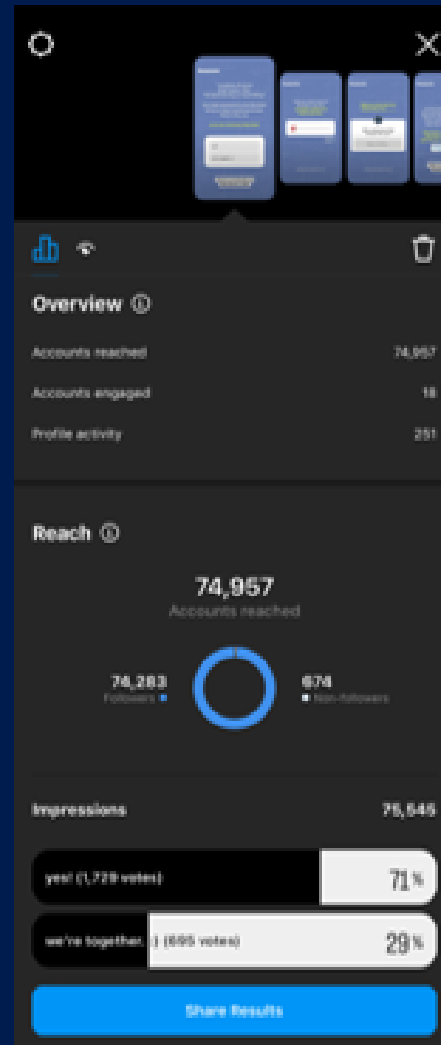 Overview
Accounts reached 74,957
Accounts engaged 18
Profile activity 251
Reach
74,957
Accounts reached
74,283
Followers
674
Non-followers
Impressions 75,545
yes! (1,729 votes) 71%
we're together. :) (695 votes) 29%
Share Results